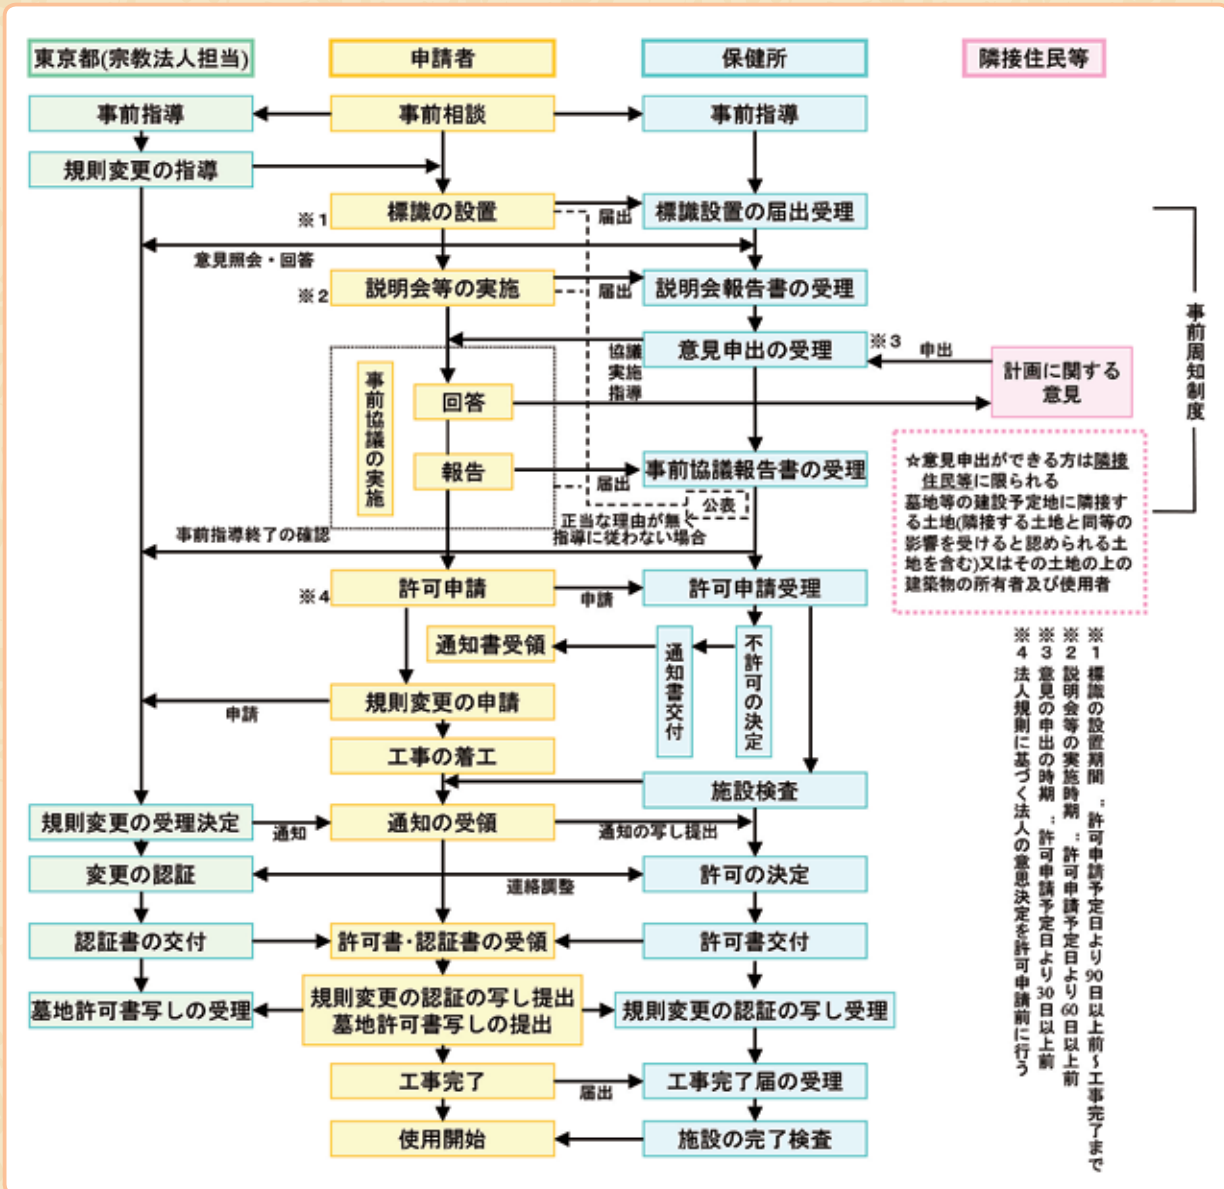 東京都(宗教法人担当)
申請者
保健所
隣接住民等
事前指導
事前相談
事前指導
規則変更の指導
※1
標識の設置
届出
標識設置の届出受理
意見照会・回答
※2
説明会等の実施
届出
説明会報告書の受理
意見申出の受理
※3
申出
計画に関する
意見
協議
実施
指導
事前協議の実施
回答
報告
届出
事前協議報告書の受理
公表
正当な理由が無く
指導に従わない場合
事前周知制度
☆意見申出ができる方は隣接
住民等に限られる
墓地等の建設予定地に隣接す
る土地(隣接する土地と同等の
影響を受けると認められる土
地を含む)又はその土地の上の
建築物の所有者及び使用者
事前指導終了の確認
※4
許可申請
申請
許可申請受理
通知書受領
通知書交付
不許可の決定
規則変更の申請
申請
工事の着工
施設検査
規則変更の受理決定
通知
通知の受領
通知の写し提出
変更の認証
連絡調整
許可の決定
認証書の交付
許可書・認証書の受領
許可書交付
墓地許可書写しの受理
規則変更の認証の写し提出
墓地許可書写しの提出
規則変更の認証の写し受理
工事完了
届出
工事完了届の受理
使用開始
施設の完了検査
※1 標識の設置期間:許可申請予定日より90日以上前~工事完了まで
※2 説明会等の実施時期:許可申請予定日より60日以上前
※3 意見の申出の時期:許可申請予定日より30日以上前
※4 法人規則に基づく法人の意思決定を許可申請前に行う